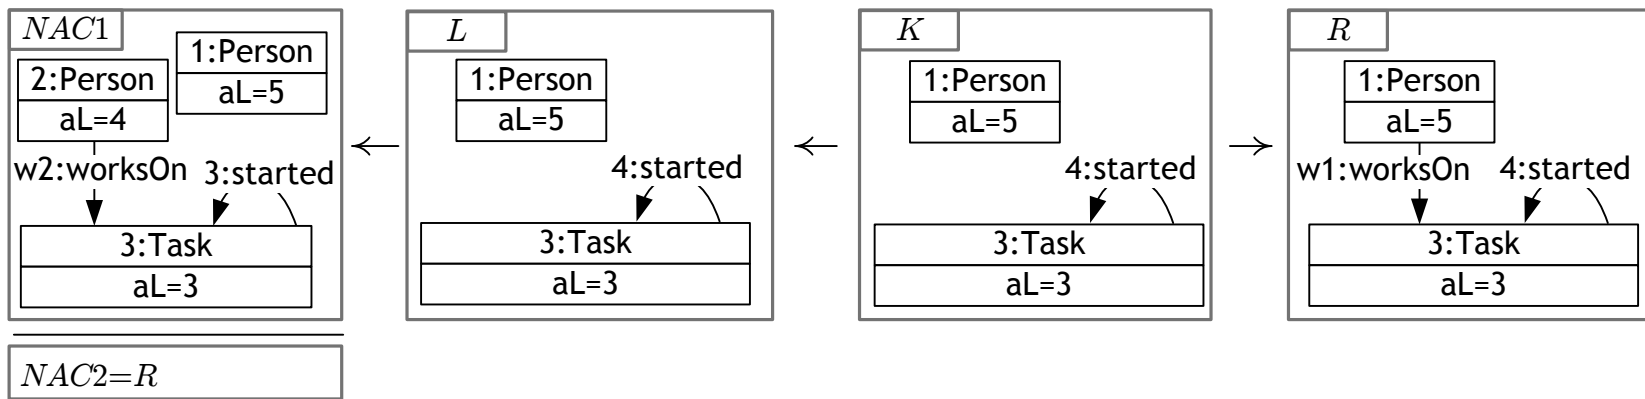 NAC1
1:Person
aL=5
2:Person
aL=4
w2:worksOn
3:started
3:Task
aL=3
NAC2=R
L
1:Person
aL=5
4:started
3:Task
aL=3
K
1:Person
aL=5
4:started
3:Task
aL=3
R
1:Person
aL=5
w1:worksOn
4:started
3:Task
aL=3